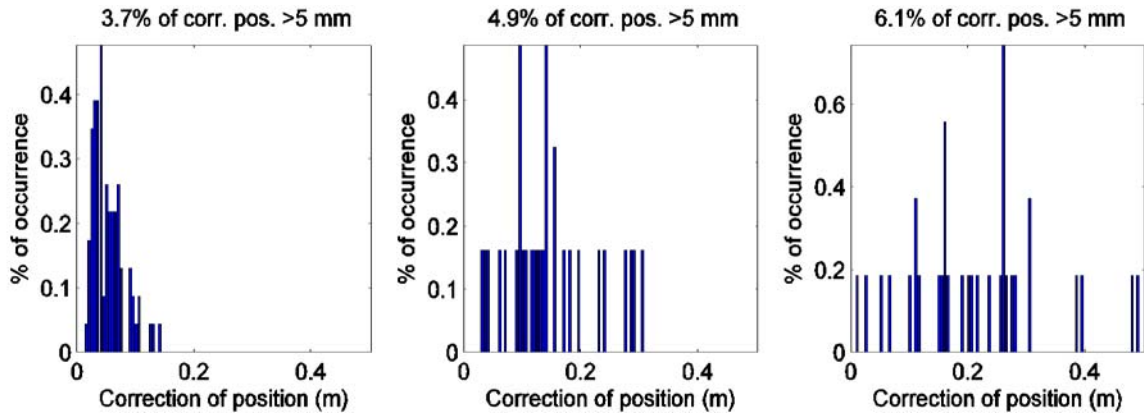 3.7% of corr. pos. >5 mm
4.9% of corr. pos. >5 mm
6.1% of corr. pos. >5 mm
% of occurrence
0.4
0.3
0.2
0.1
0
0
0.2
0.4
Correction of position (m)
% of occurrence
0.4
0.3
0.2
0.1
0
0
0.2
0.4
Correction of position (m)
% of occurrence
0.6
0.4
0.2
0
0
0.2
0.4
Correction of position (m)